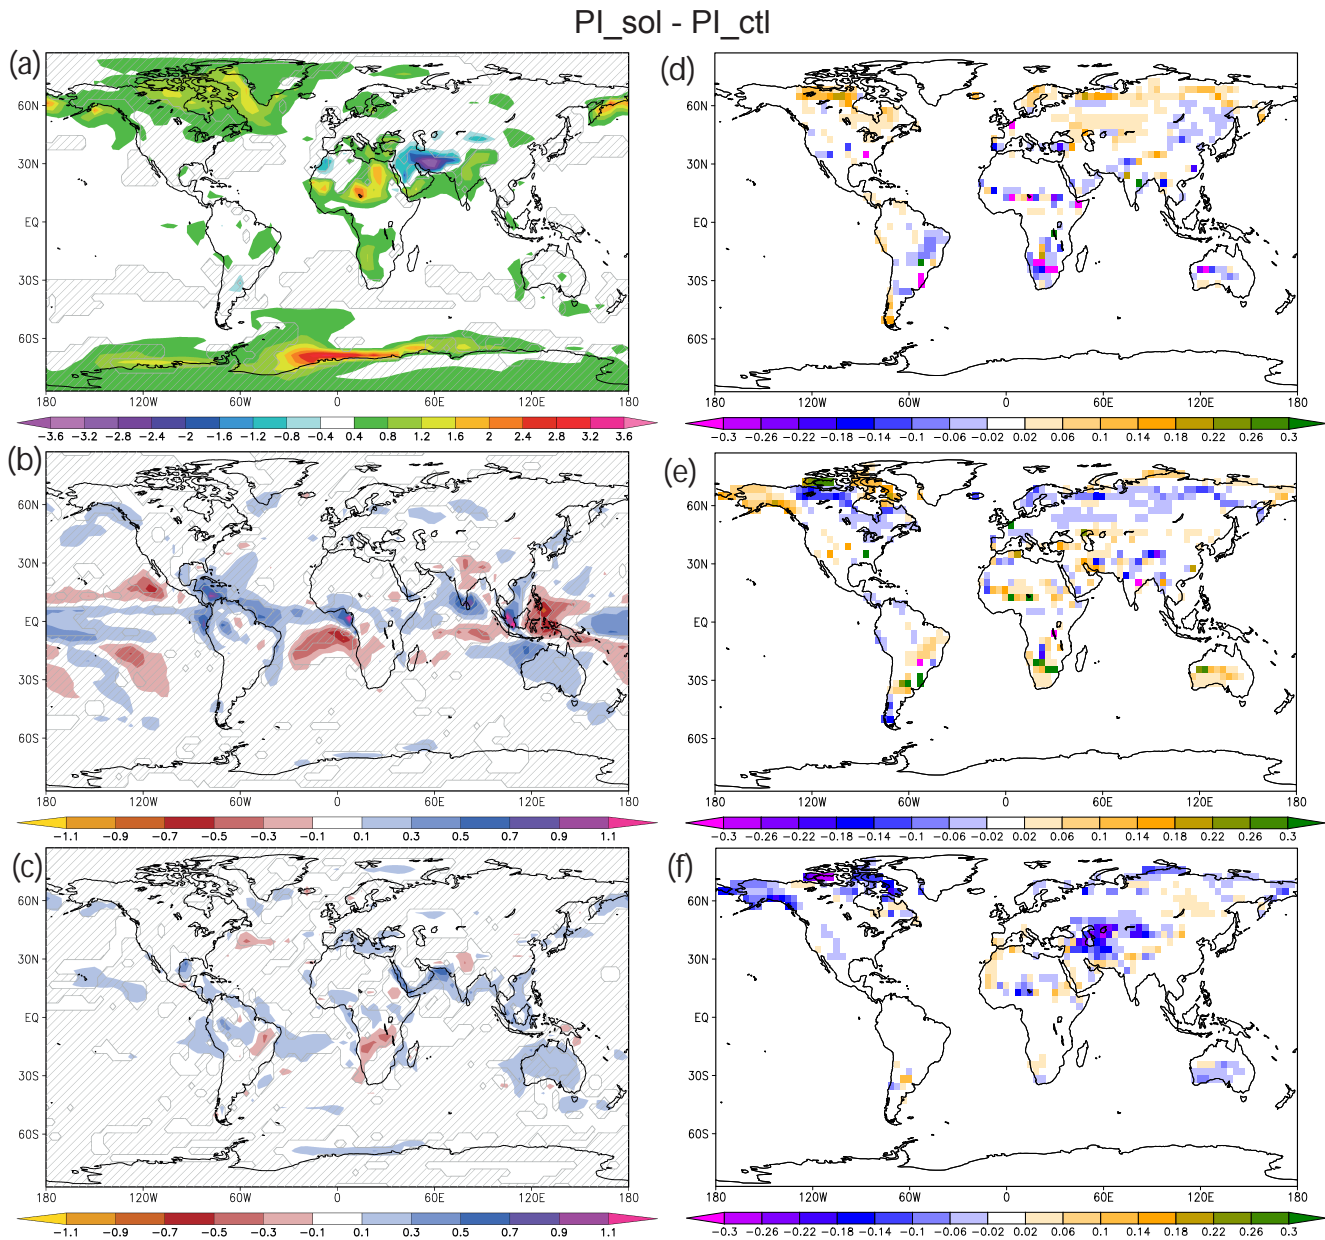 PI_sol - PI_ctl
(a)
60N
30N
EQ
30S
60S
180 120W 60W 0 60E 120E 180
−3.6 −3.2 −2.8 −2.4 −2 −1.6 −1.2 −0.8 −0.4 0.4 0.8 1.2 1.6 2 2.4 2.8 3.2 3.6
(d)
60N
30N
EQ
30S
60S
180 120W 60W 0 60E 120E 180
−0.3 −0.26 −0.22 −0.18 −0.14 −0.1 −0.06 −0.02 0.02 0.06 0.1 0.14 0.18 0.22 0.26 0.3
(b)
60N
30N
EQ
30S
60S
180 120W 60W 0 60E 120E 180
−1.1 −0.9 −0.7 −0.5 −0.3 −0.1 0.1 0.3 0.5 0.7 0.9 1.1
(e)
60N
30N
EQ
30S
60S
180 120W 60W 0 60E 120E 180
−0.3 −0.26 −0.22 −0.18 −0.14 −0.1 −0.06 −0.02 0.02 0.06 0.1 0.14 0.18 0.22 0.26 0.3
(c)
60N
30N
EQ
30S
60S
180 120W 60W 0 60E 120E 180
−1.1 −0.9 −0.7 −0.5 −0.3 −0.1 0.1 0.3 0.5 0.7 0.9 1.1
(f)
60N
30N
EQ
30S
60S
180 120W 60W 0 60E 120E 180
−0.3 −0.26 −0.22 −0.18 −0.14 −0.1 −0.06 −0.02 0.02 0.06 0.1 0.14 0.18 0.22 0.26 0.3